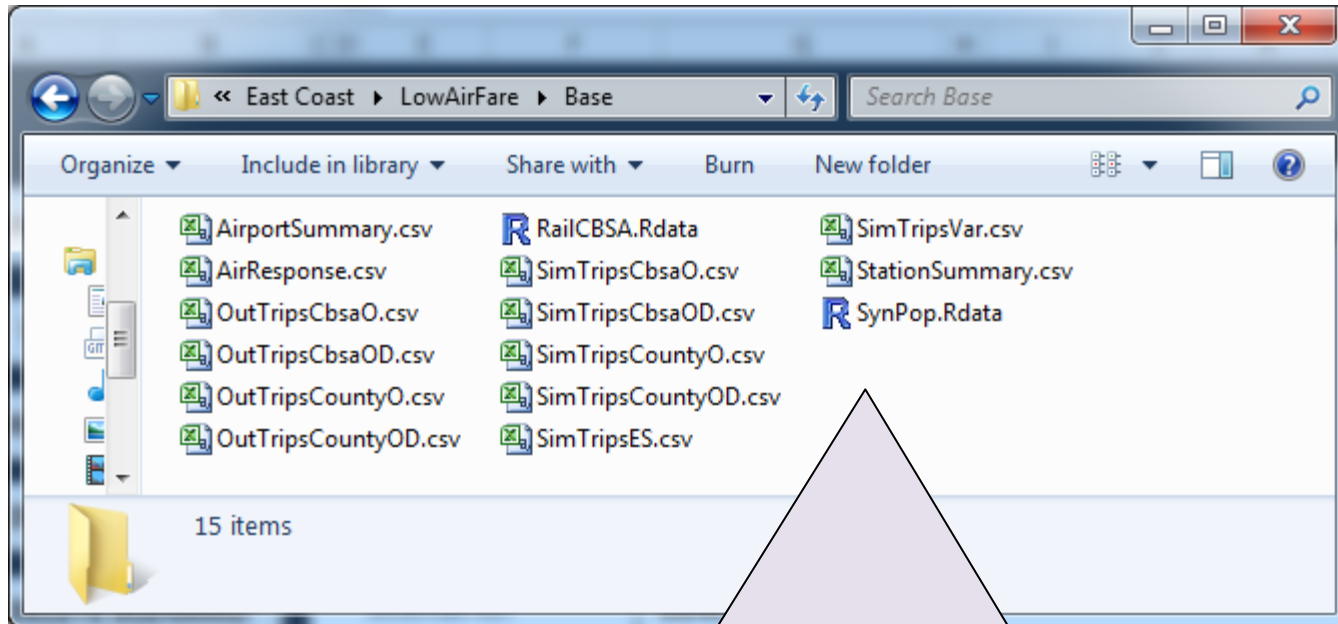 « East Coast ▸ LowAirFare ▸ Base
Search Base
Organize Include in library Share with Burn New folder
AirportSummary.csv
AirResponse.csv
OutTripsCbsaO.csv
OutTripsCbsaOD.csv
OutTripsCountyO.csv
OutTripsCountyOD.csv
RailCBSA.Rdata
SimTripsCbsaO.csv
SimTripsCbsaOD.csv
SimTripsCountyO.csv
SimTripsCountyOD.csv
SimTripsES.csv
SimTripsVar.csv
StationSummary.csv
SynPop.Rdata
15 items